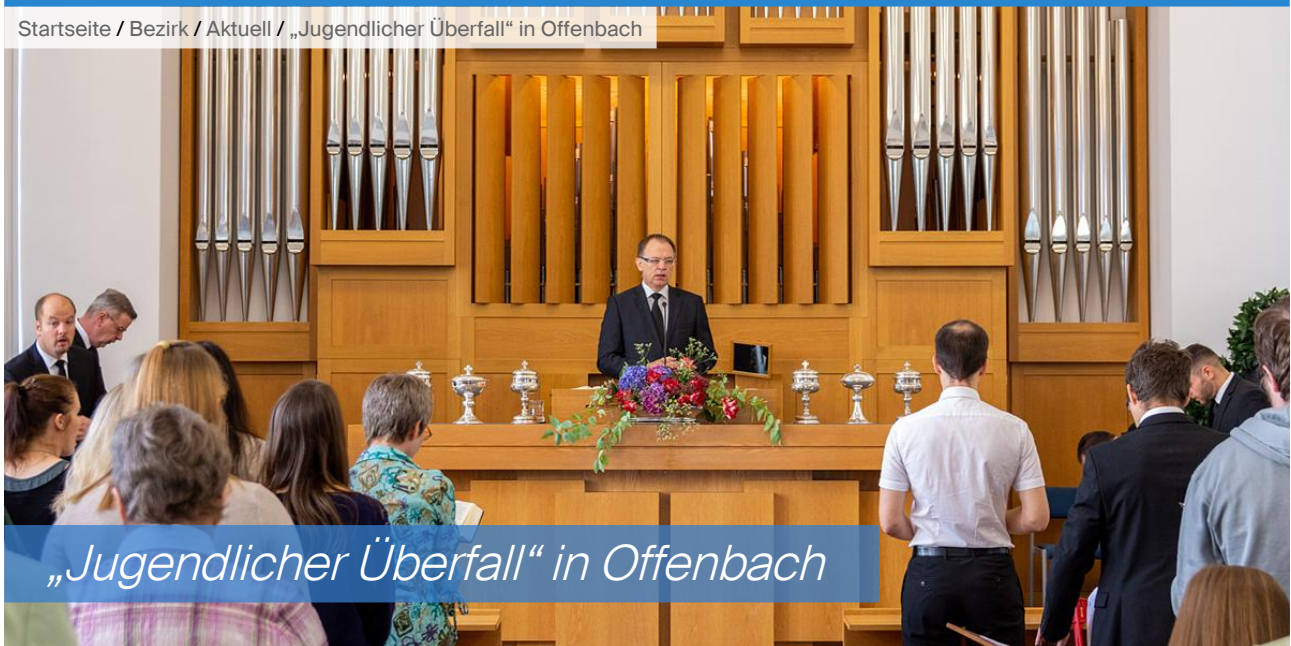 Startseite / Bezirk / Aktuell / „Jugendlicher Überfall“ in Offenbach
„Jugendlicher Überfall“ in Offenbach